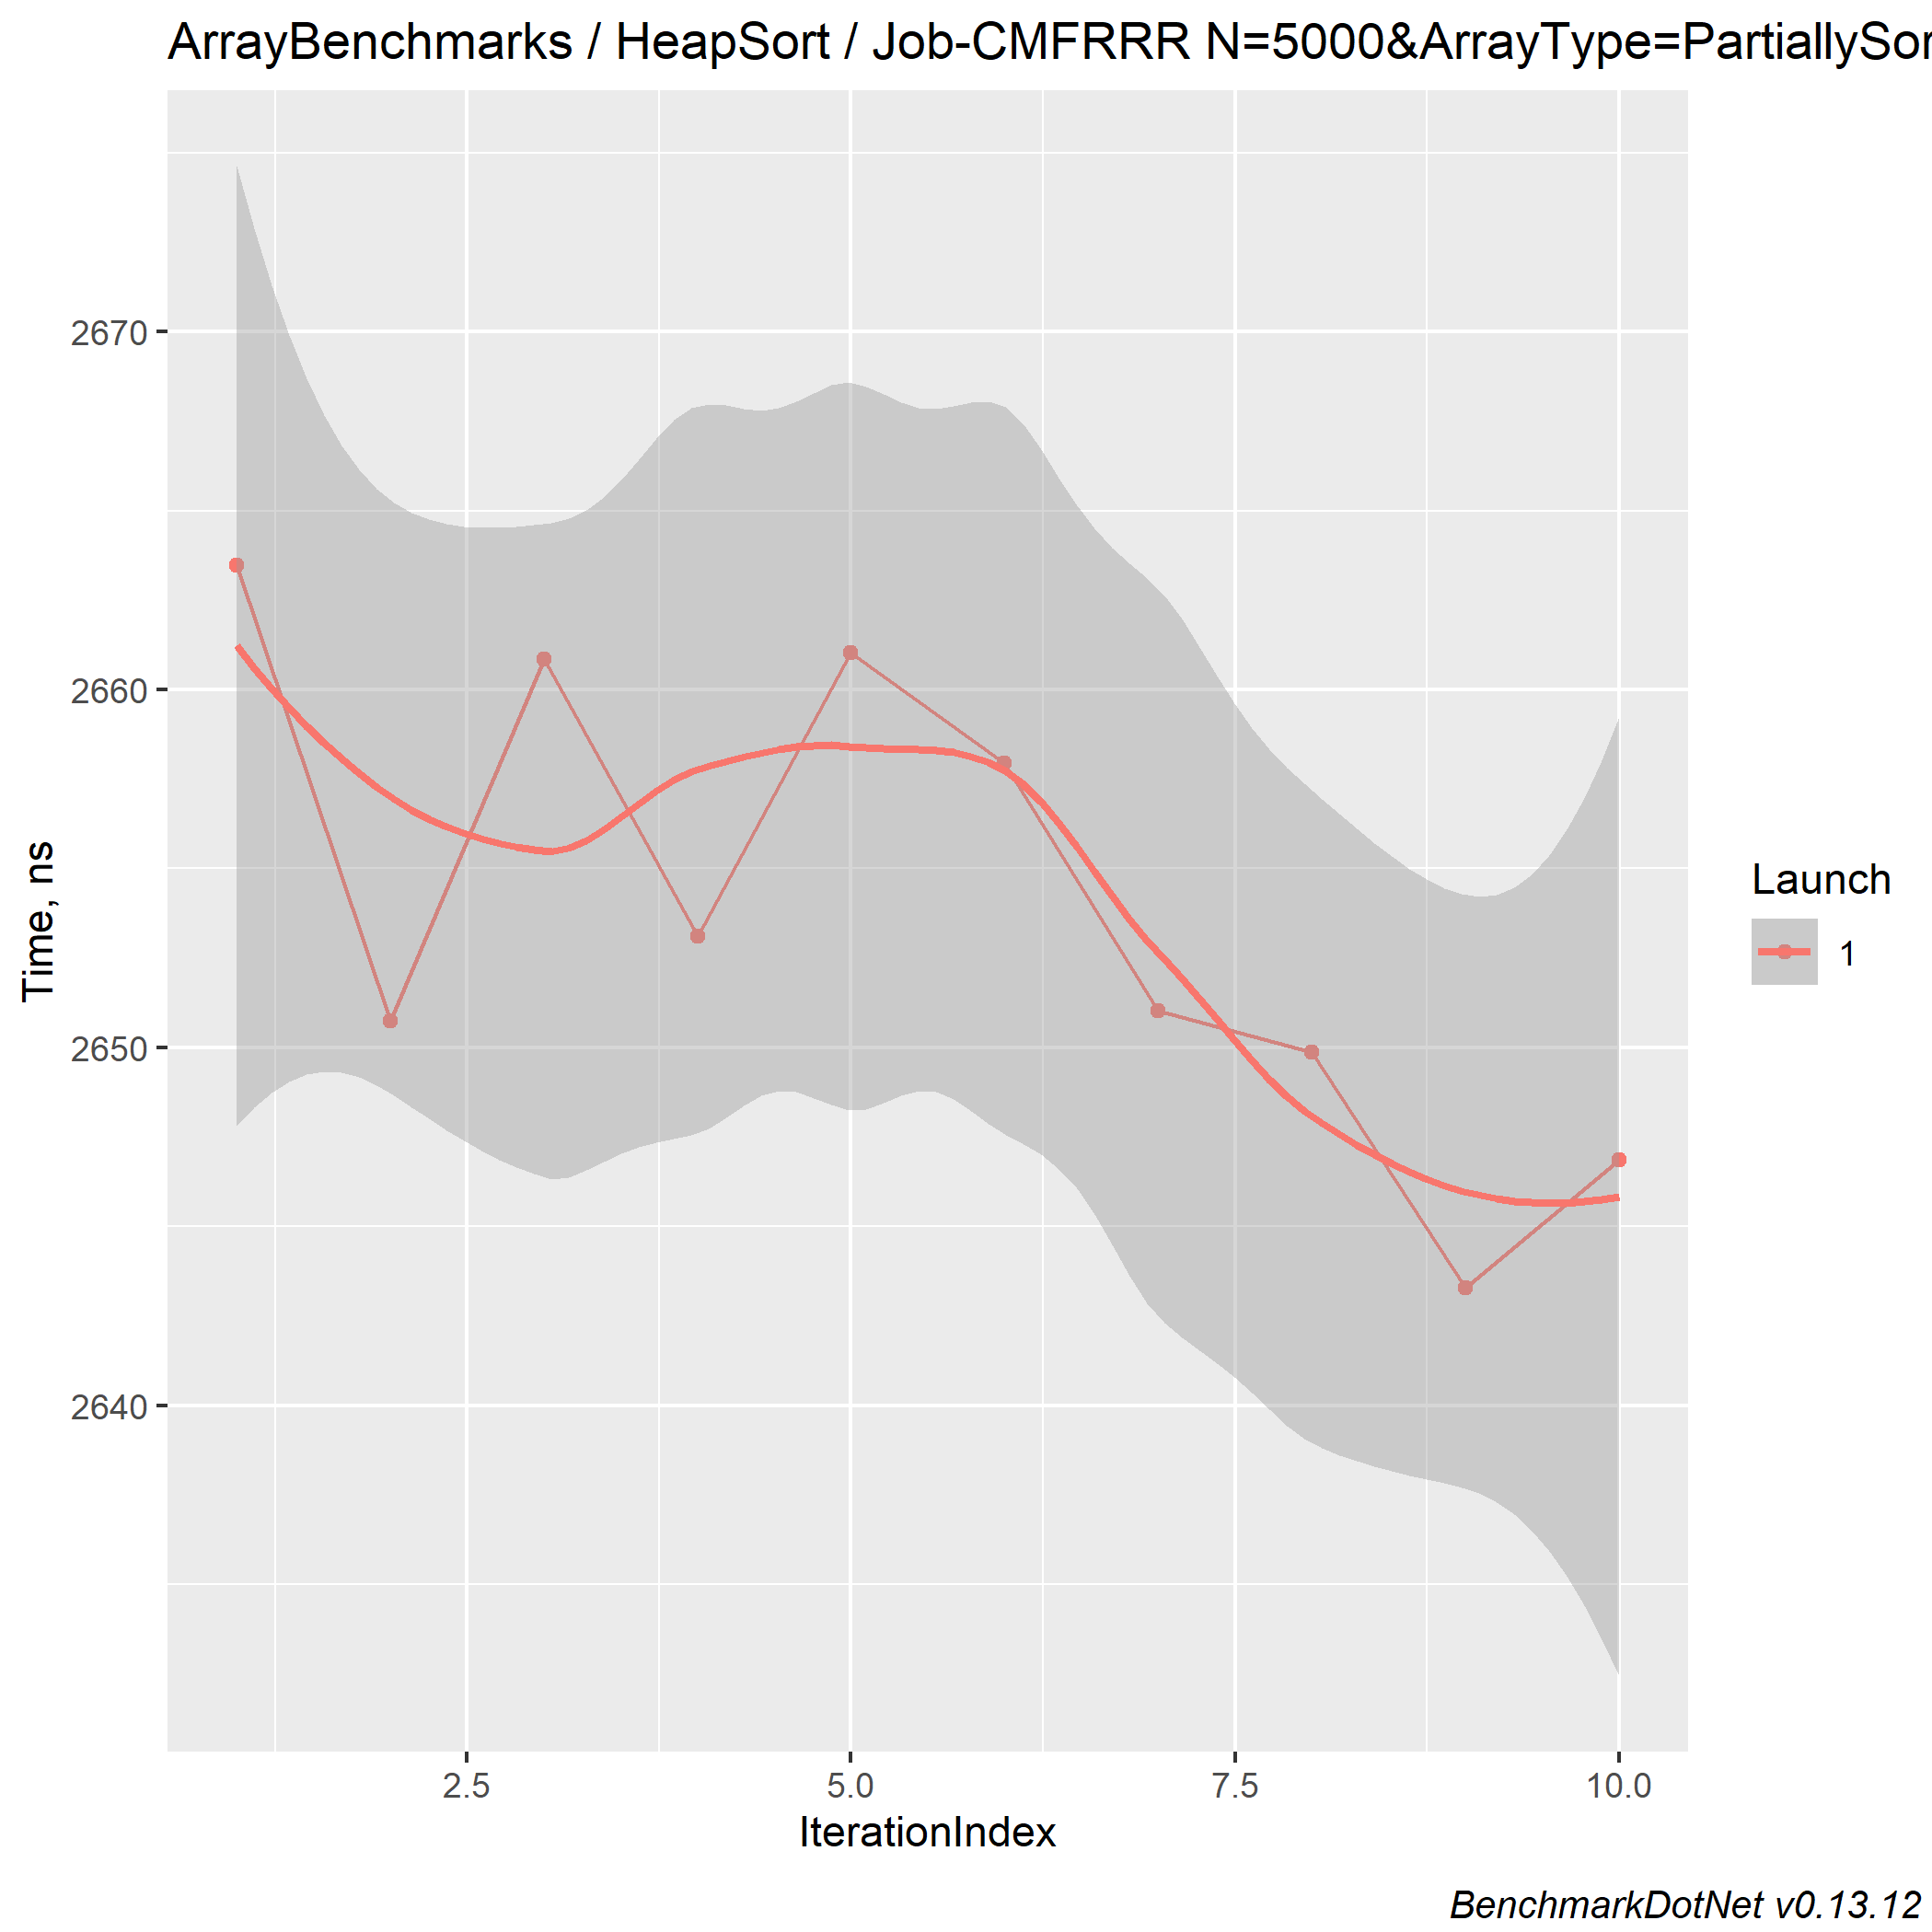 ArrayBenchmarks / HeapSort / Job-CMFRRR N=5000&ArrayType=PartiallySor
2670
2660
2650
2640
Time, ns
2.5 5.0 7.5 10.0
IterationIndex
Launch
1
BenchmarkDotNet v0.13.12